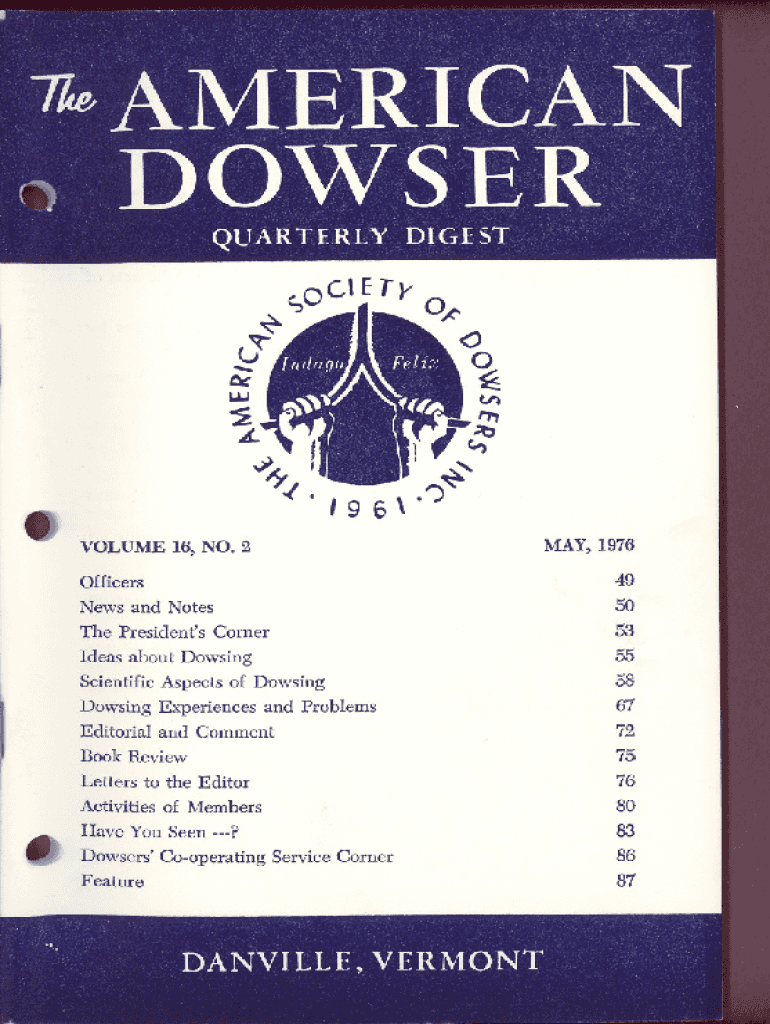 The AMERICAN
DOWSER
QUARTERLY DIGEST
THE AMERICAN SOCIETY OF DOWSERS INC. · 1961 ·
Indago Felix
VOLUME 16, NO. 2 MAY, 1976
Officers 49
News and Notes 50
The President's Corner 53
Ideas about Dowsing 55
Scientific Aspects of Dowsing 58
Dowsing Experiences and Problems 67
Editorial and Comment 72
Book Review 75
Letters to the Editor 76
Activities of Members 80
Have You Seen ---? 83
Dowsers' Co-operating Service Corner 86
Feature 87
DANVILLE, VERMONT